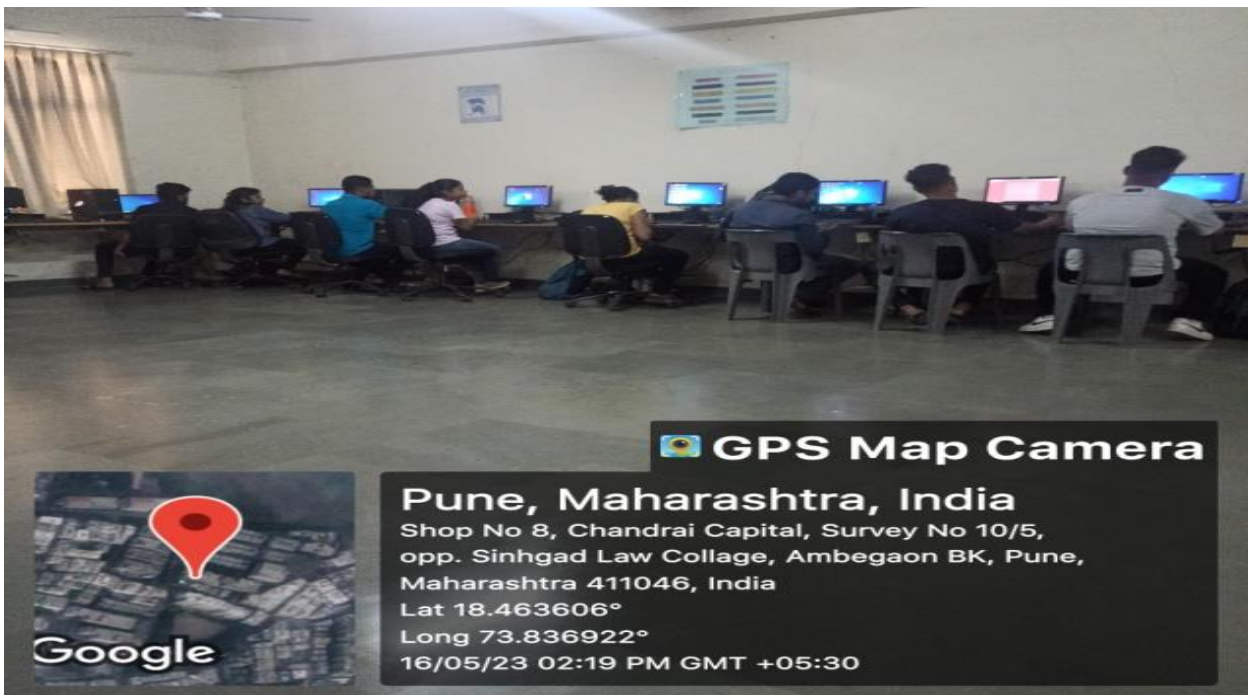 GPS Map Camera
Pune, Maharashtra, India
Shop No 8, Chandrai Capital, Survey No 10/5,
opp. Sinhgad Law Collage, Ambegaon BK, Pune,
Maharashtra 411046, India
Lat 18.463606°
Long 73.836922°
16/05/23 02:19 PM GMT +05:30
Google